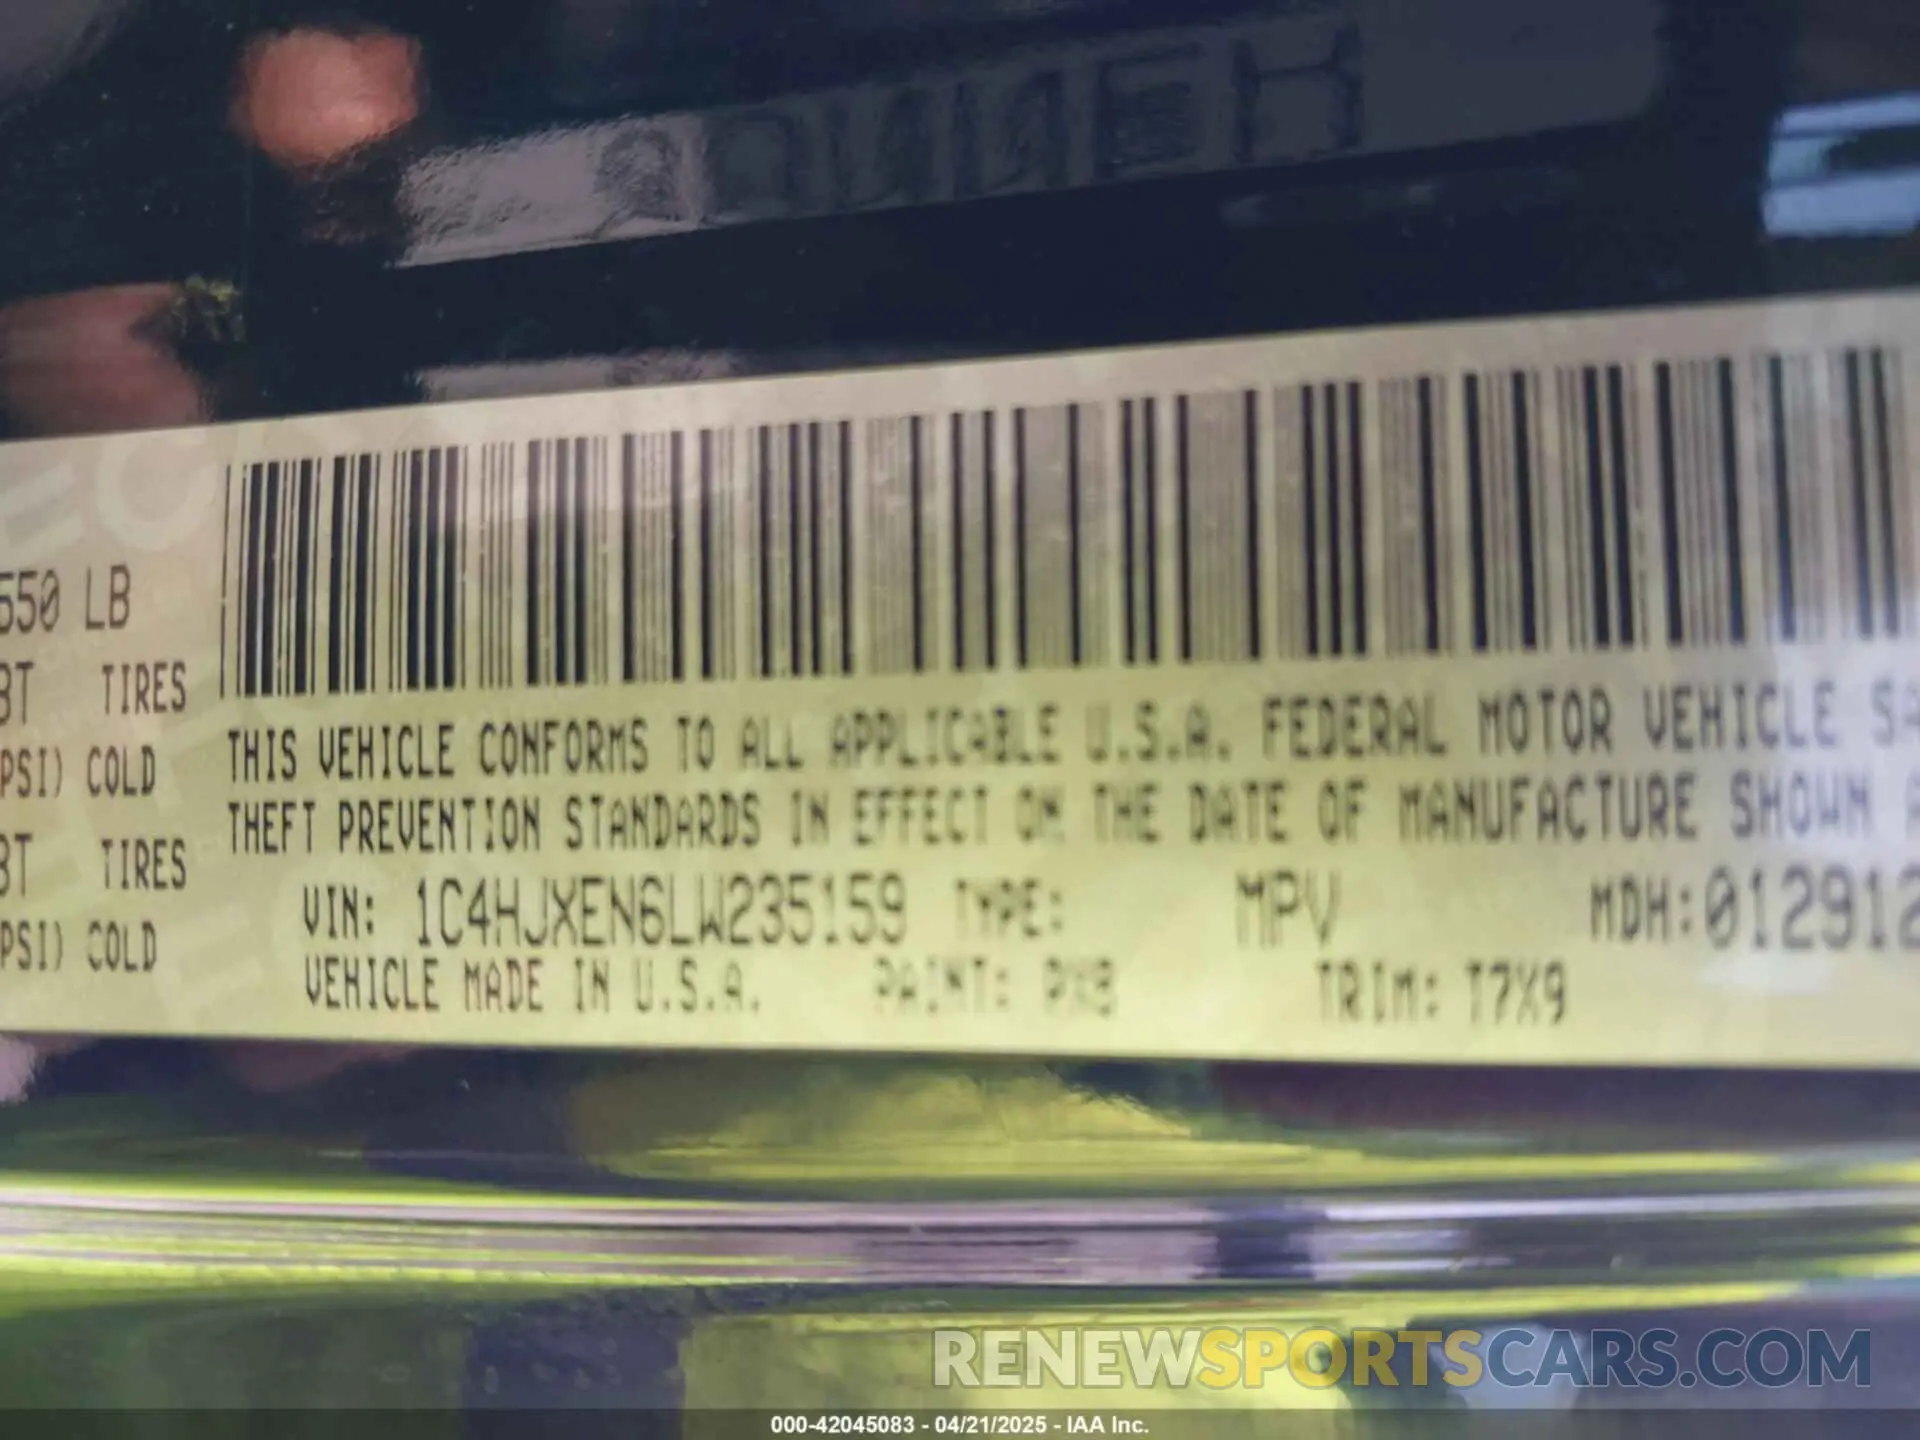 550 LB
BT TIRES
PSI) COLD
BT TIRES
PSI) COLD
THIS VEHICLE CONFORMS TO ALL APPLICABLE U.S.A. FEDERAL MOTOR VEHICLE SA
THEFT PREVENTION STANDARDS IN EFFECT ON THE DATE OF MANUFACTURE SHOWN A
VIN: 1C4HJXEN6LW235159 TYPE: MPV MDH:012912
VEHICLE MADE IN U.S.A. PAINT: PX8 TRIM: T7X9
RENEWSPORTSCARS.COM
000-42045083 - 04/21/2025 - IAA Inc.